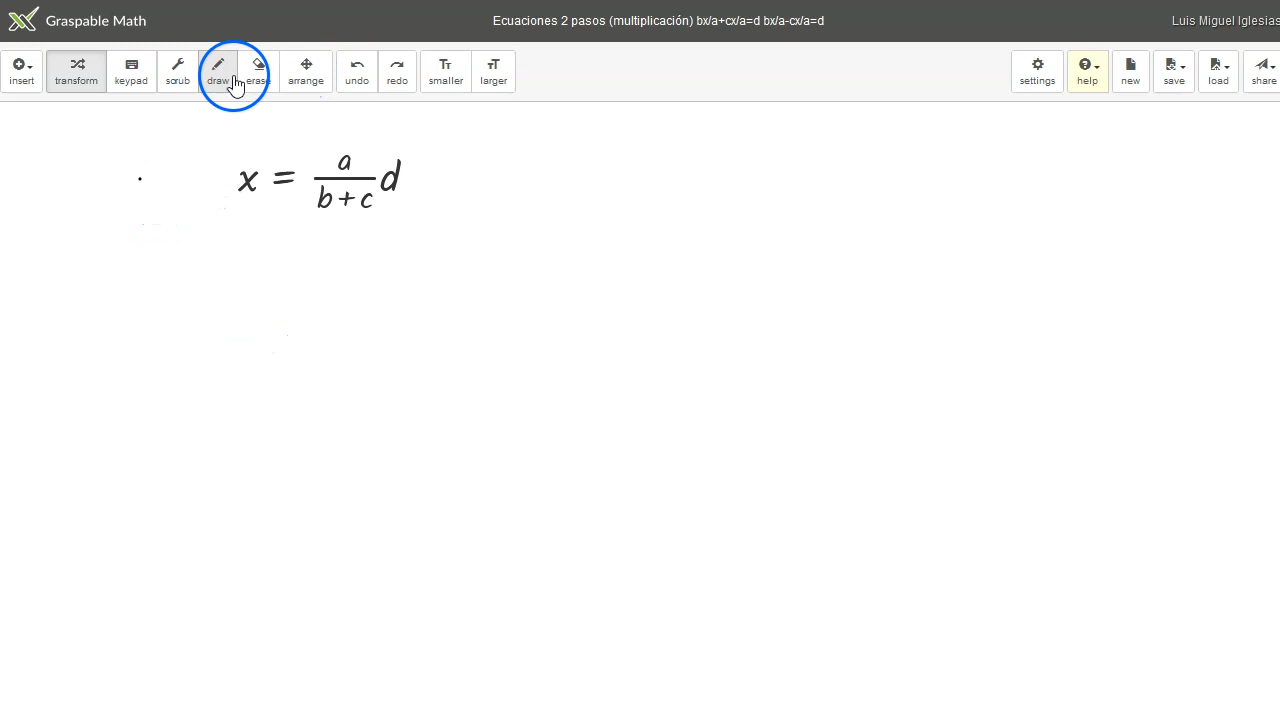 Graspable Math
Ecuaciones 2 pasos (multiplicación) bx/a+cx/a=d bx/a-cx/a=d
Luis Miguel Iglesias
insert
transform
keypad
scrub
draw
erase
arrange
undo
redo
smaller
larger
settings
help
new
save
load
share
x = a/(b+c) d